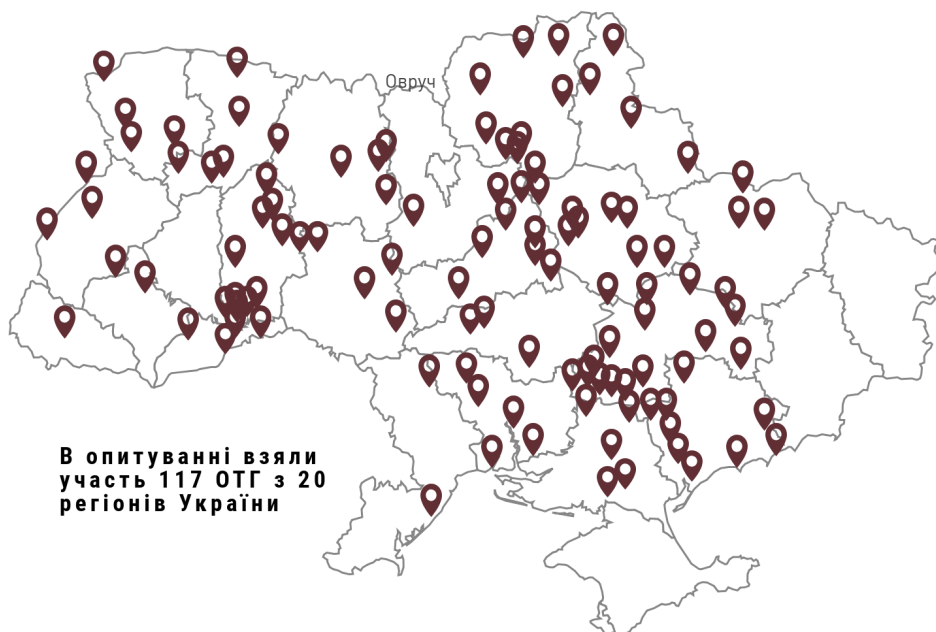 Овруч
В опитуванні взяли
участь 117 ОТГ з 20
регіонів України